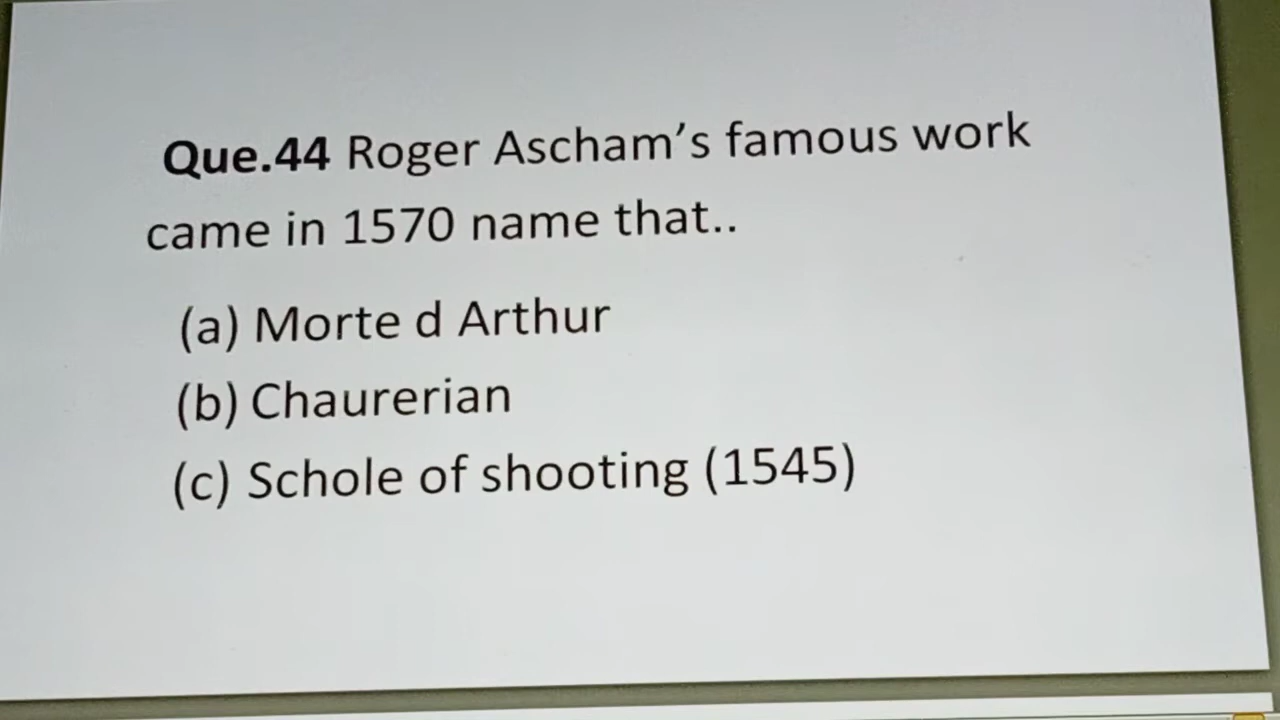 Que.44 Roger Ascham's famous work
came in 1570 name that..
(a) Morte d Arthur
(b) Chaurerian
(c) Schole of shooting (1545)